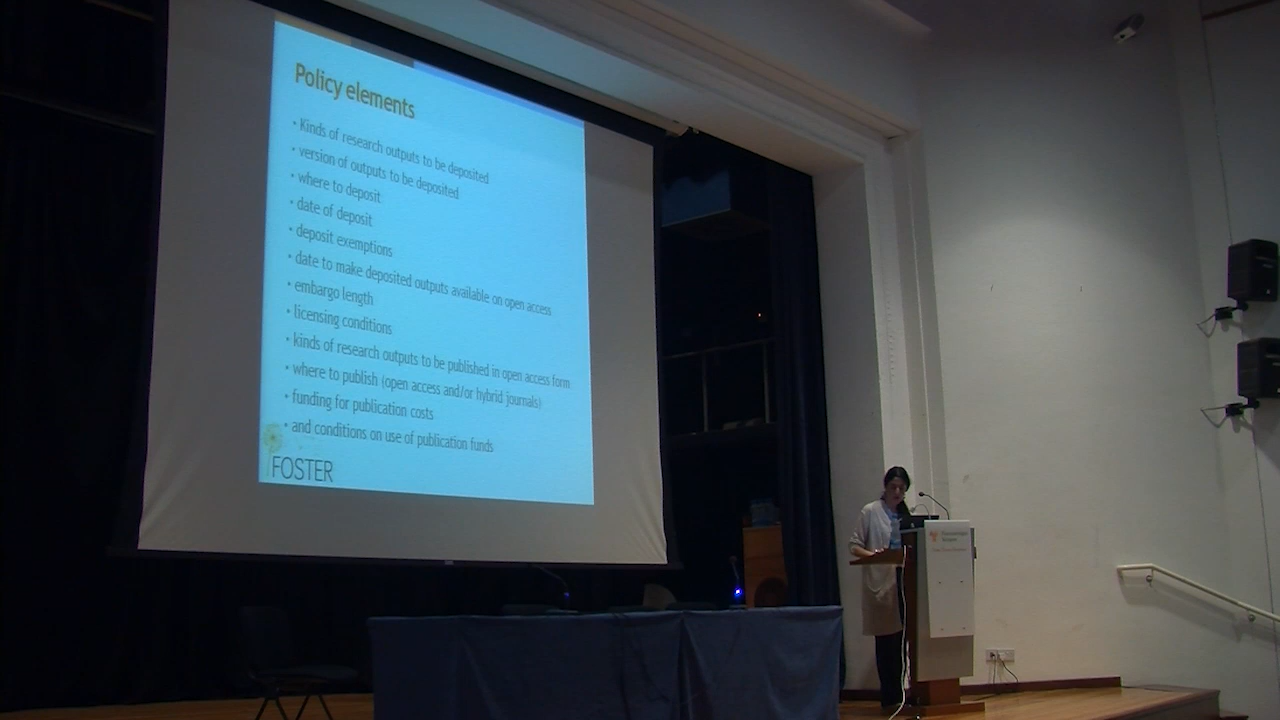 Policy elements
• Kinds of research outputs to be deposited
• version of outputs to be deposited
• where to deposit
• date of deposit
• deposit exemptions
• date to make deposited outputs available on open access
• embargo length
• licensing conditions
• kinds of research outputs to be published in open access form
• where to publish (open access and/or hybrid journals)
• funding for publication costs
• and conditions on use of publication funds
FOSTER